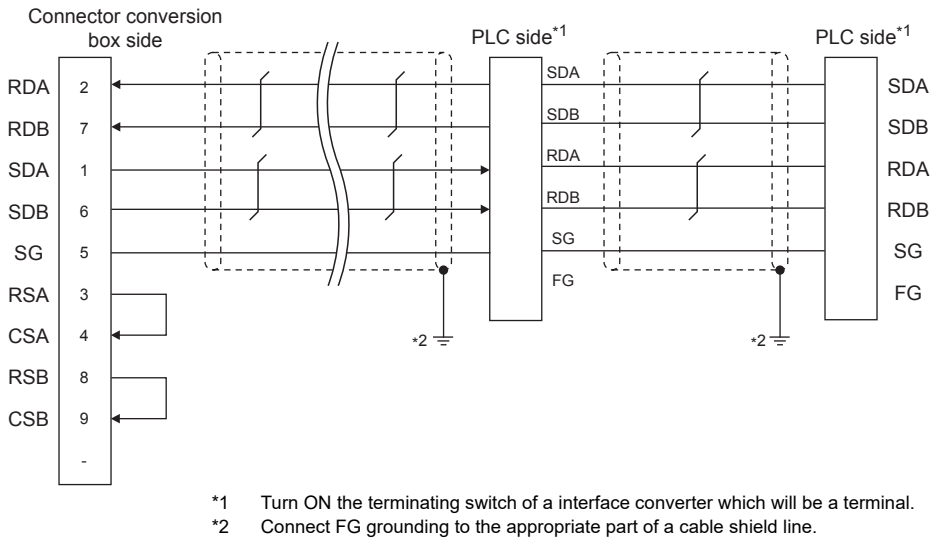 Connector conversion
box side
PLC side*1
PLC side*1
RDA 2 SDA SDA
RDB 7 SDB SDB
SDA 1 RDA RDA
SDB 6 RDB RDB
SG 5 SG SG
RSA 3 FG FG
CSA 4 *2 *2
RSB 8
CSB 9
-
*1 Turn ON the terminating switch of a interface converter which will be a terminal.
*2 Connect FG grounding to the appropriate part of a cable shield line.